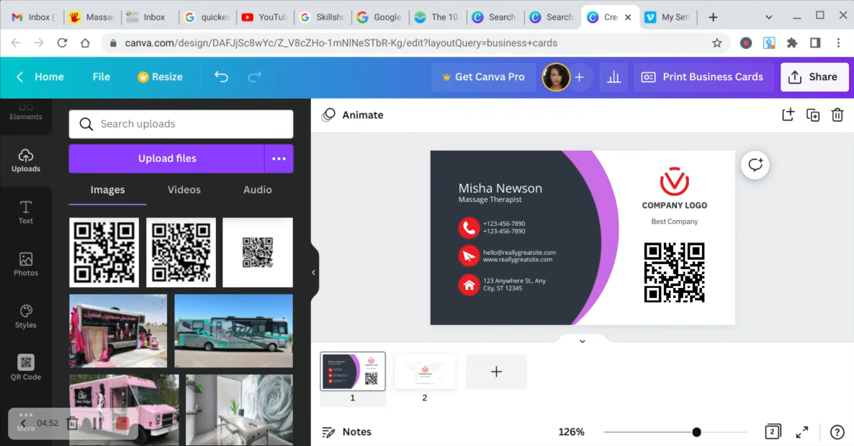 Inbox (
Massa
Inbox
quicke
YouTu
Skillsh
Google
The 10
Search
Search
Cre
My Set
canva.com/design/DAFJjSc8wYc/Z_V8cZHo-1mNlNeSTbR-Kg/edit?layoutQuery=business+cards
Home
File
Resize
Get Canva Pro
Print Business Cards
Share
Elements
Uploads
Text
Photos
Styles
QR Code
More
Search uploads
Upload files
Images
Videos
Audio
04:52
Animate
Misha Newson
Massage Therapist
+123-456-7890
+123-456-7890
hello@reallygreatsite.com
www.reallygreatsite.com
123 Anywhere St., Any
City, ST 12345
COMPANY LOGO
Best Company
1
2
Notes
126%
2